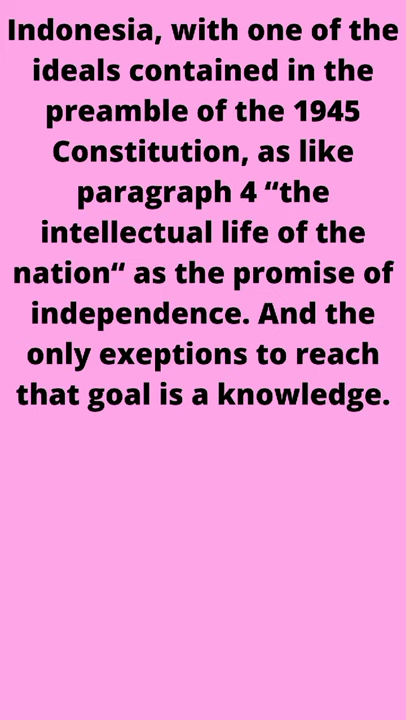 Indonesia, with one of the
ideals contained in the
preamble of the 1945
Constitution, as like
paragraph 4 “the
intellectual life of the
nation“ as the promise of
independence. And the
only exeptions to reach
that goal is a knowledge.